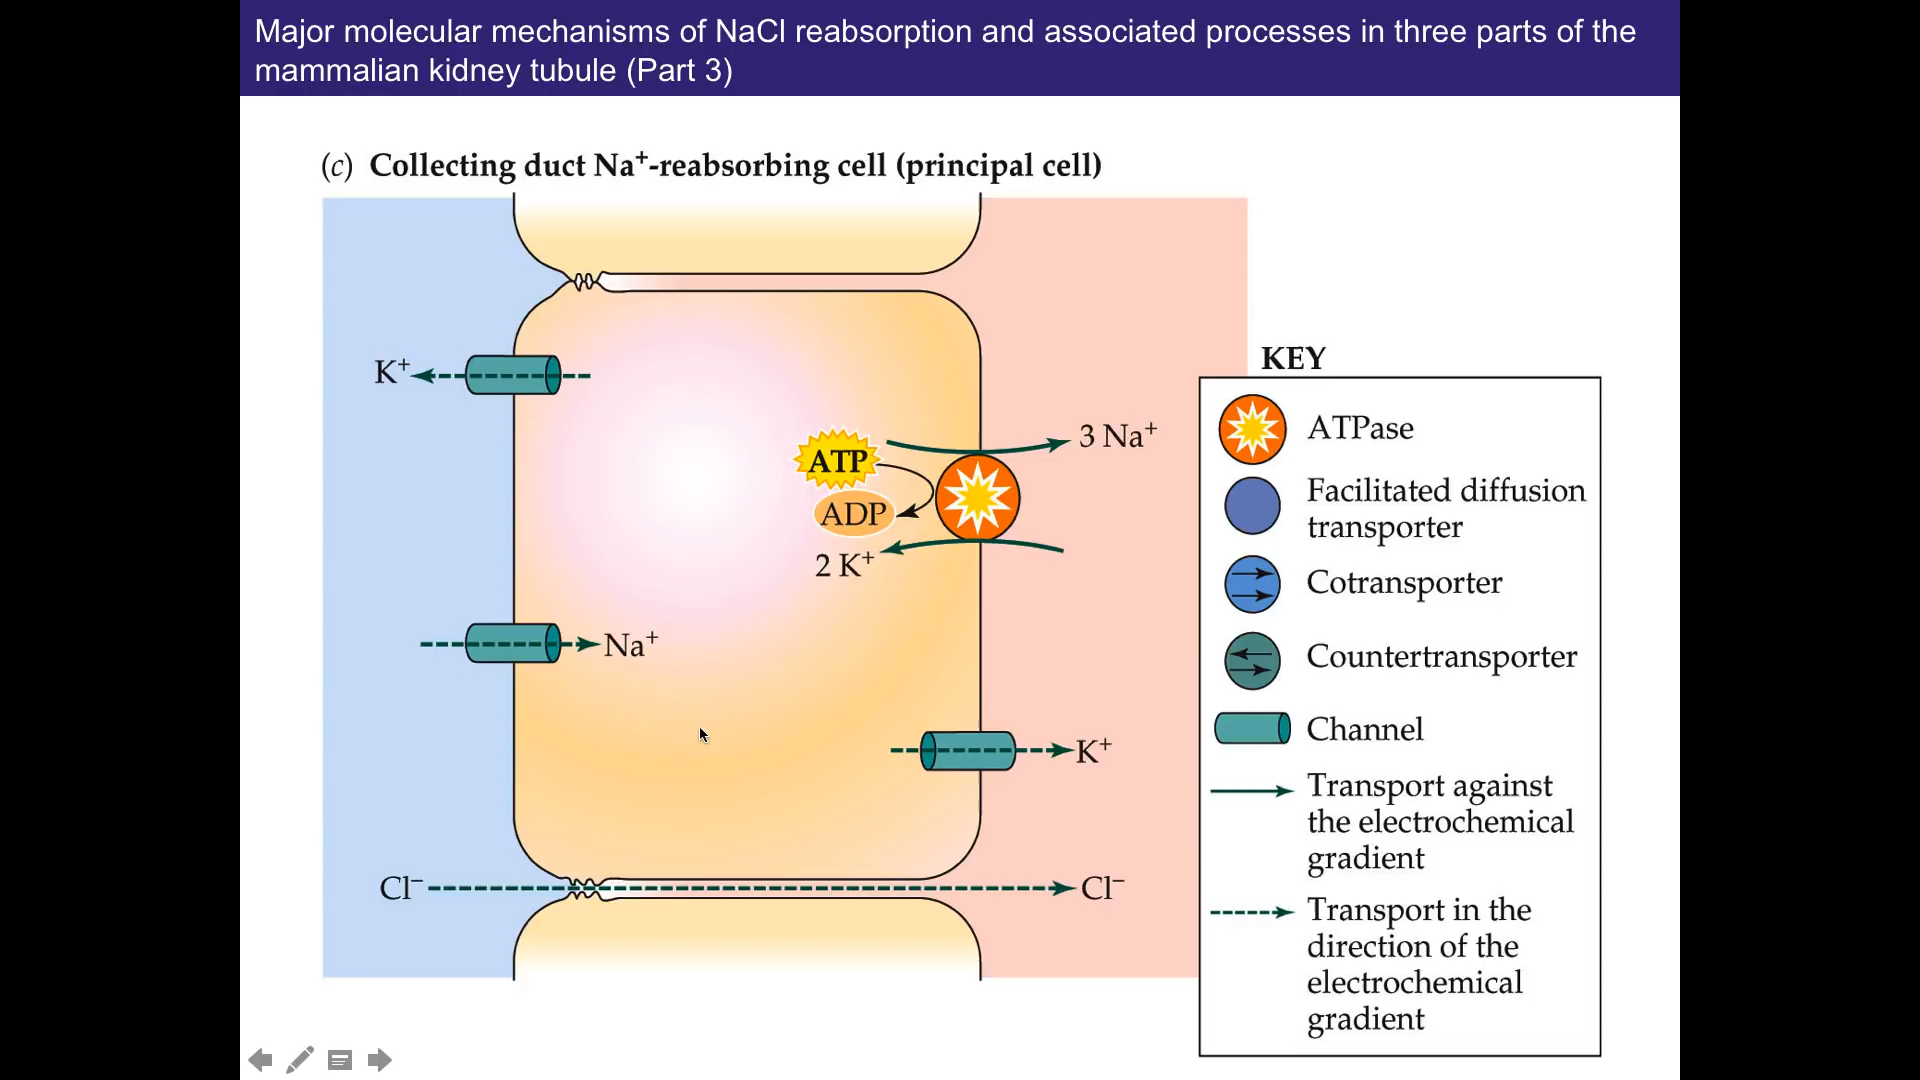 Major molecular mechanisms of NaCl reabsorption and associated processes in three parts of the
mammalian kidney tubule (Part 3)
(c) Collecting duct Na⁺-reabsorbing cell (principal cell)
K⁺
ATP
3 Na⁺
ADP
2 K⁺
Na⁺
K⁺
Cl⁻
Cl⁻
KEY
ATPase
Facilitated diffusion
transporter
Cotransporter
Countertransporter
Channel
Transport against
the electrochemical
gradient
Transport in the
direction of the
electrochemical
gradient